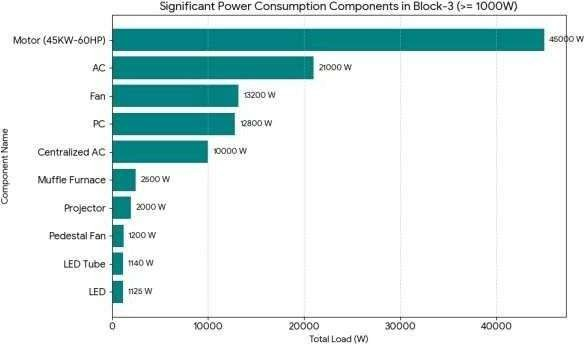 Significant Power Consumption Components in Block-3 (>= 1000W)
Component Name
Motor (45KW-60HP) 45000 W
AC 21000 W
Fan 13200 W
PC 12800 W
Centralized AC 10000 W
Muffle Furnace 2500 W
Projector 2000 W
Pedestal Fan 1200 W
LED Tube 1140 W
LED 1125 W
0 10000 20000 30000 40000
Total Load (W)